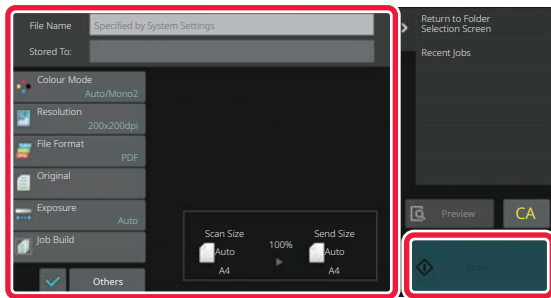 File Name
Specified by System Settings
Stored To:
Colour Mode
Auto/Mono2
Resolution
200x200dpi
File Format
PDF
Original
Exposure
Auto
Job Build
Others
Scan Size
Auto
A4
100%
Send Size
Auto
A4
Return to Folder
Selection Screen
Recent Jobs
Preview
CA
Start